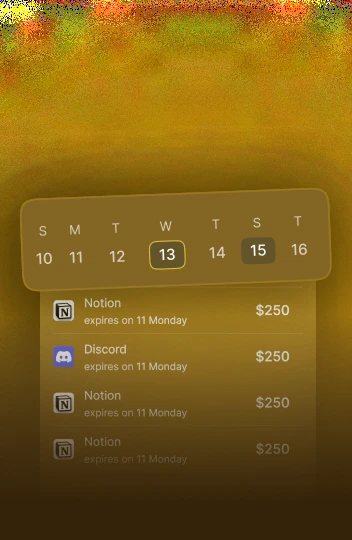 S M T W T S T
10 11 12 13 14 15 16
Notion
expires on 11 Monday
$250
Discord
expires on 11 Monday
$250
Notion
expires on 11 Monday
$250
Notion
expires on 11 Monday
$250